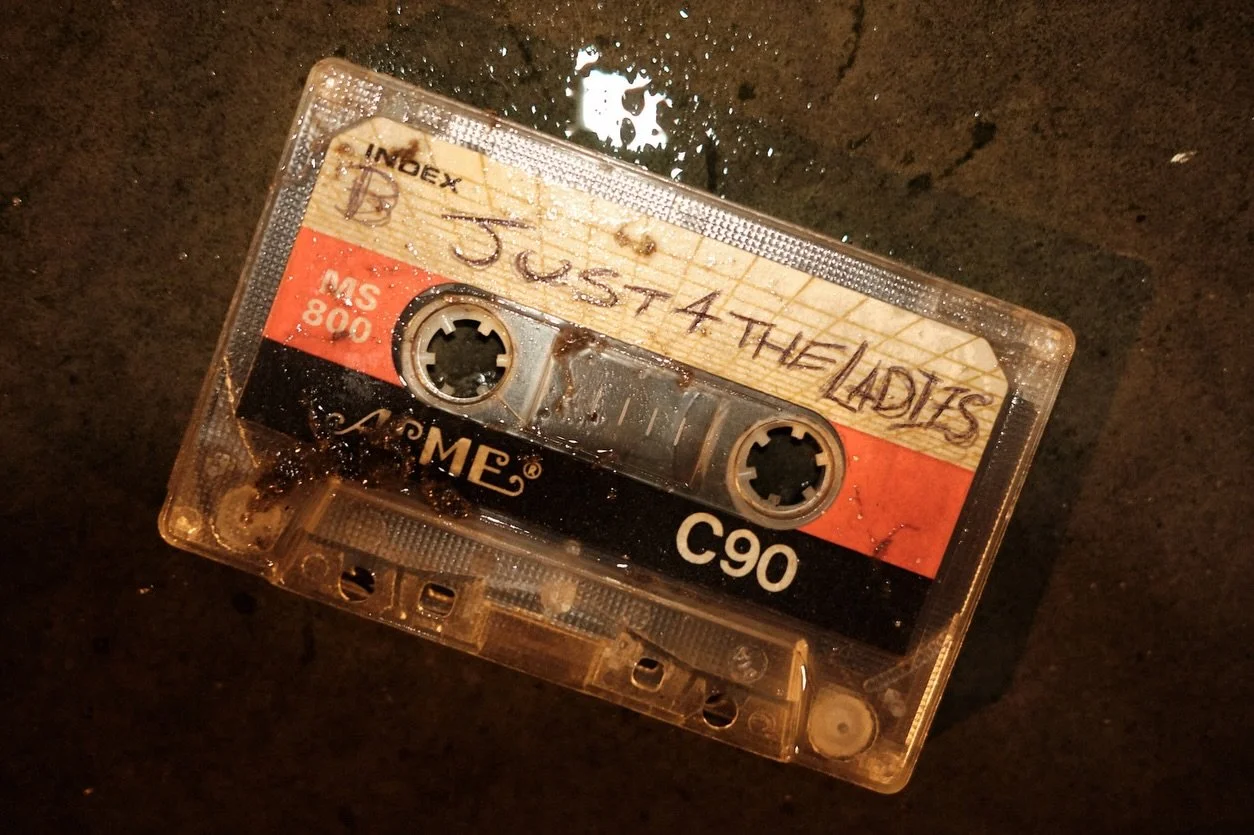 INDEX
B
JUST 4 THE LADIES
MS
800
ACME®
C90